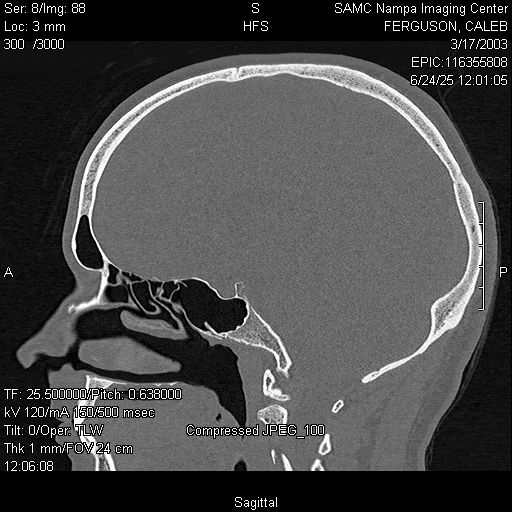 Ser: 8/Img: 88
S
SAMC Nampa Imaging Center
Loc: 3 mm
HFS
FERGUSON, CALEB
300 /3000
3/17/2003
EPIC:116355808
6/24/25 12:01:05
A
P
TF: 25.500000/Pitch: 0.638000
kV 120/mA 150/500 msec
Tilt: 0/Oper: TLW
Compressed JPEG_100
Thk 1 mm/FOV 24 cm
12:06:08
Sagittal